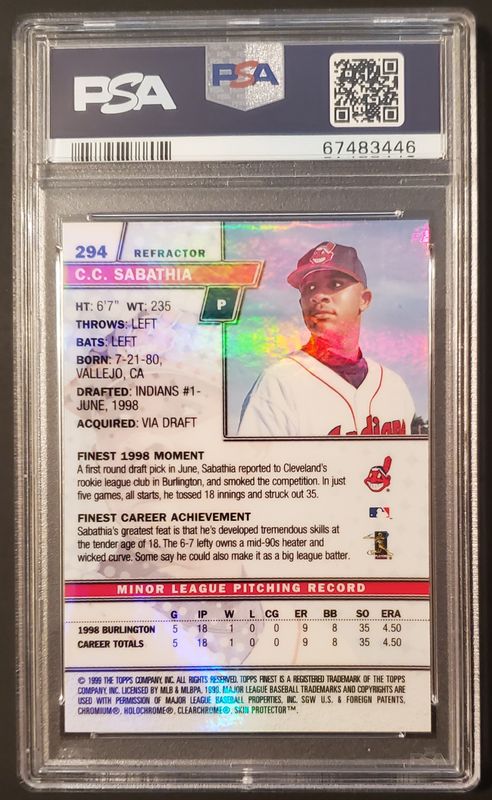 PSA
PSA
67483446
294 REFRACTOR
C.C. SABATHIA
P
HT: 6'7" WT: 235
THROWS: LEFT
BATS: LEFT
BORN: 7-21-80,
VALLEJO, CA
DRAFTED: INDIANS #1-
JUNE, 1998
ACQUIRED: VIA DRAFT
Indians
FINEST 1998 MOMENT
A first round draft pick in June, Sabathia reported to Cleveland's
rookie league club in Burlington, and smoked the competition. In just
five games, all starts, he tossed 18 innings and struck out 35.
FINEST CAREER ACHIEVEMENT
Sabathia's greatest feat is that he's developed tremendous skills at
the tender age of 18. The 6-7 lefty owns a mid-90s heater and
wicked curve. Some say he could also make it as a big league batter.
MINOR LEAGUE PITCHING RECORD
G IP W L CG ER BB SO ERA
1998 BURLINGTON 5 18 1 0 0 9 8 35 4.50
CAREER TOTALS 5 18 1 0 0 9 8 35 4.50
© 1999 THE TOPPS COMPANY, INC. ALL RIGHTS RESERVED. TOPPS FINEST IS A REGISTERED TRADEMARK OF THE TOPPS
COMPANY, INC. LICENSED BY MLB & MLBPA, 1999. MAJOR LEAGUE BASEBALL TRADEMARKS AND COPYRIGHTS ARE
USED WITH PERMISSION OF MAJOR LEAGUE BASEBALL PROPERTIES, INC. SGW U.S. & FOREIGN PATENTS,
CHROMIUM®, HOLOCHROME®, CLEARCHROME®, SKIN PROTECTOR™.
PSA